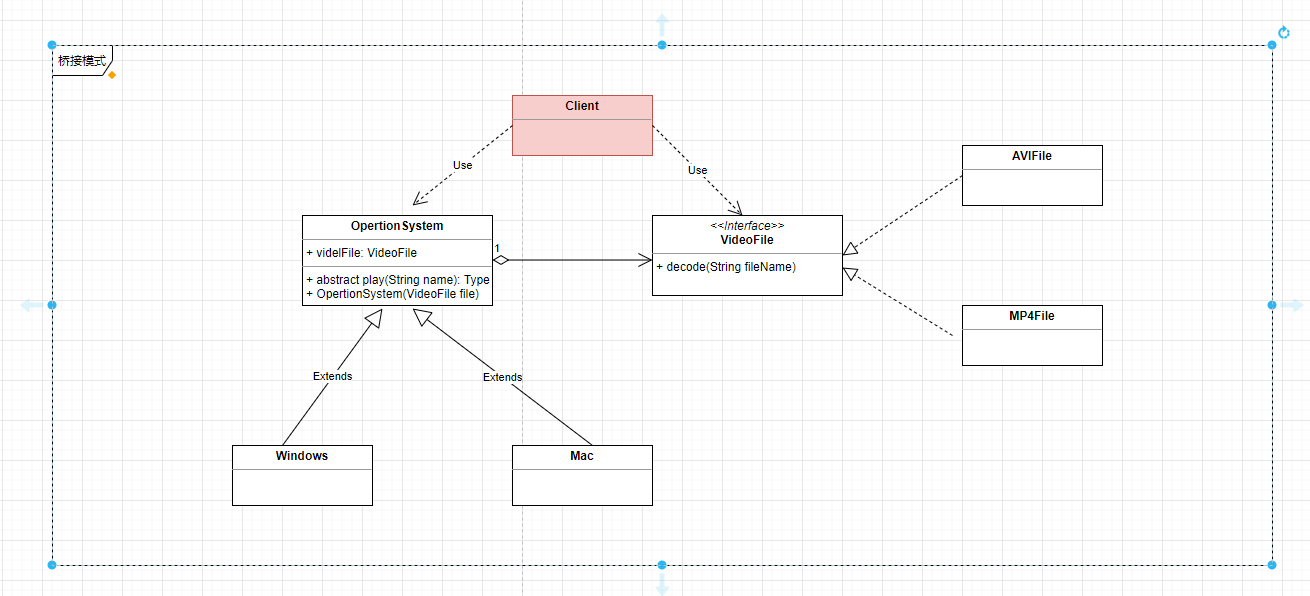 桥接模式
Client
Use
Use
AVIFile
OpertionSystem
+ videlFile: VideoFile
+ abstract play(String name): Type
+ OpertionSystem(VideoFile file)
1
<<Interface>>
VideoFile
+ decode(String fileName)
MP4File
Extends
Extends
Windows
Mac